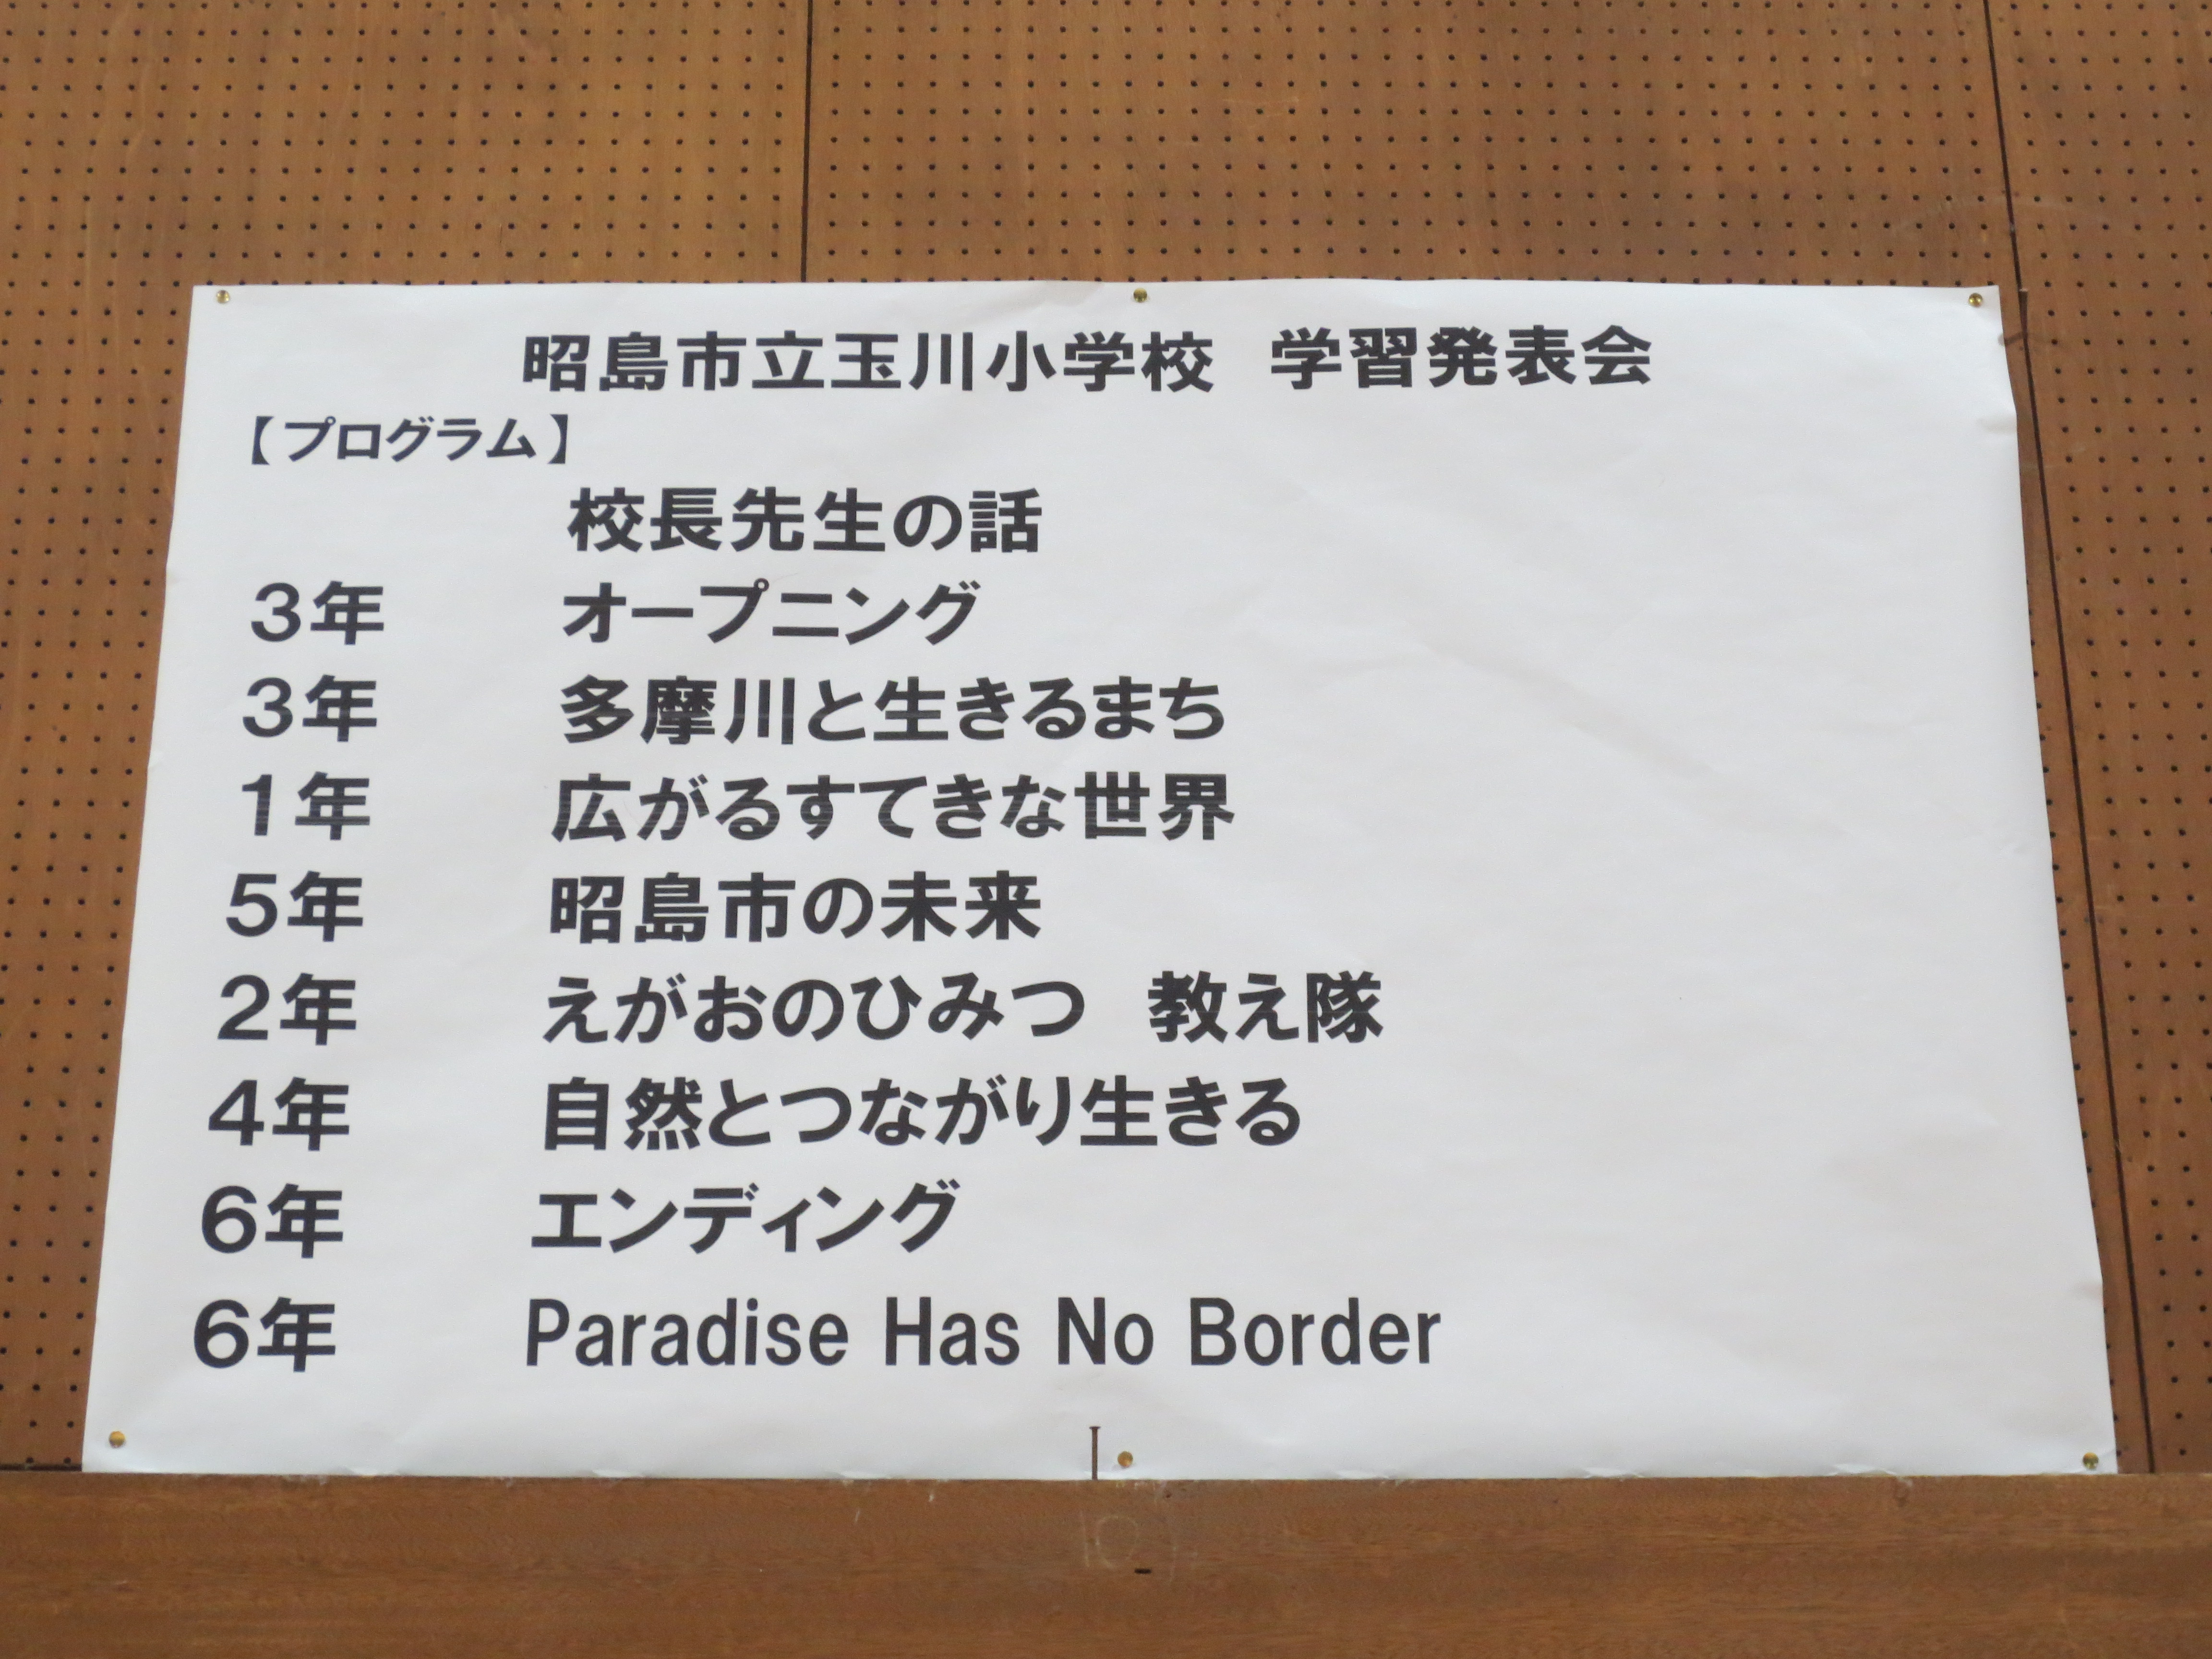 昭島市立玉川小学校　学習発表会
【プログラム】
校長先生の話
３年　オープニング
３年　多摩川と生きるまち
１年　広がるすてきな世界
５年　昭島市の未来
２年　えがおのひみつ　教え隊
４年　自然とつながり生きる
６年　エンディング
６年　Paradise Has No Border